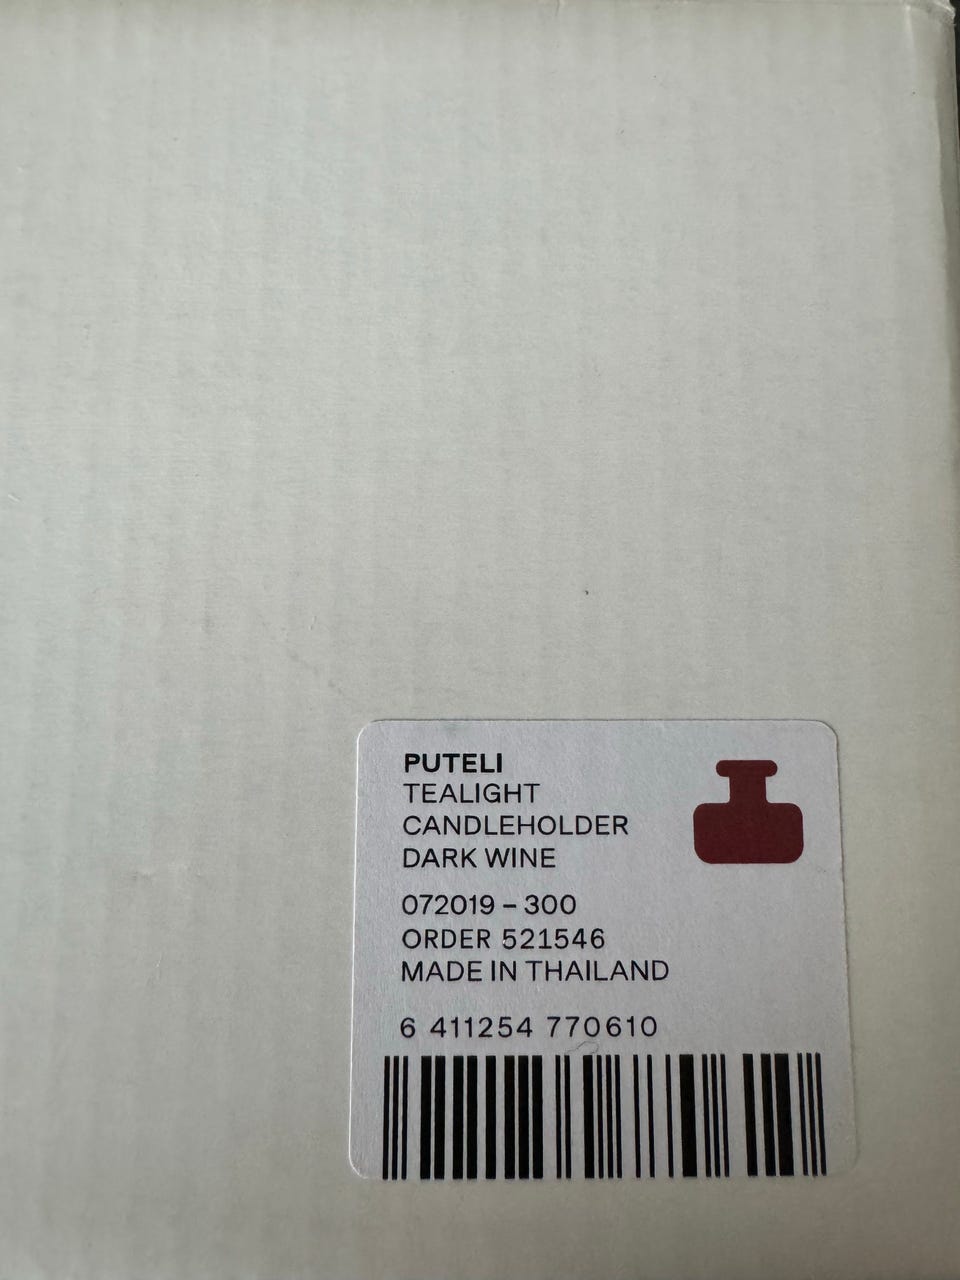 PUTELI
TEALIGHT
CANDLEHOLDER
DARK WINE
072019 – 300
ORDER 521546
MADE IN THAILAND
6 411254 770610